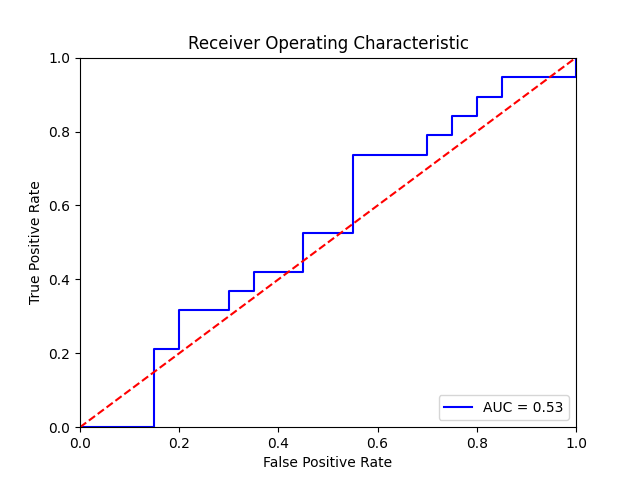 Receiver Operating Characteristic
1.0
0.8
0.6
0.4
0.2
0.0
True Positive Rate
AUC = 0.53
0.0 0.2 0.4 0.6 0.8 1.0
False Positive Rate